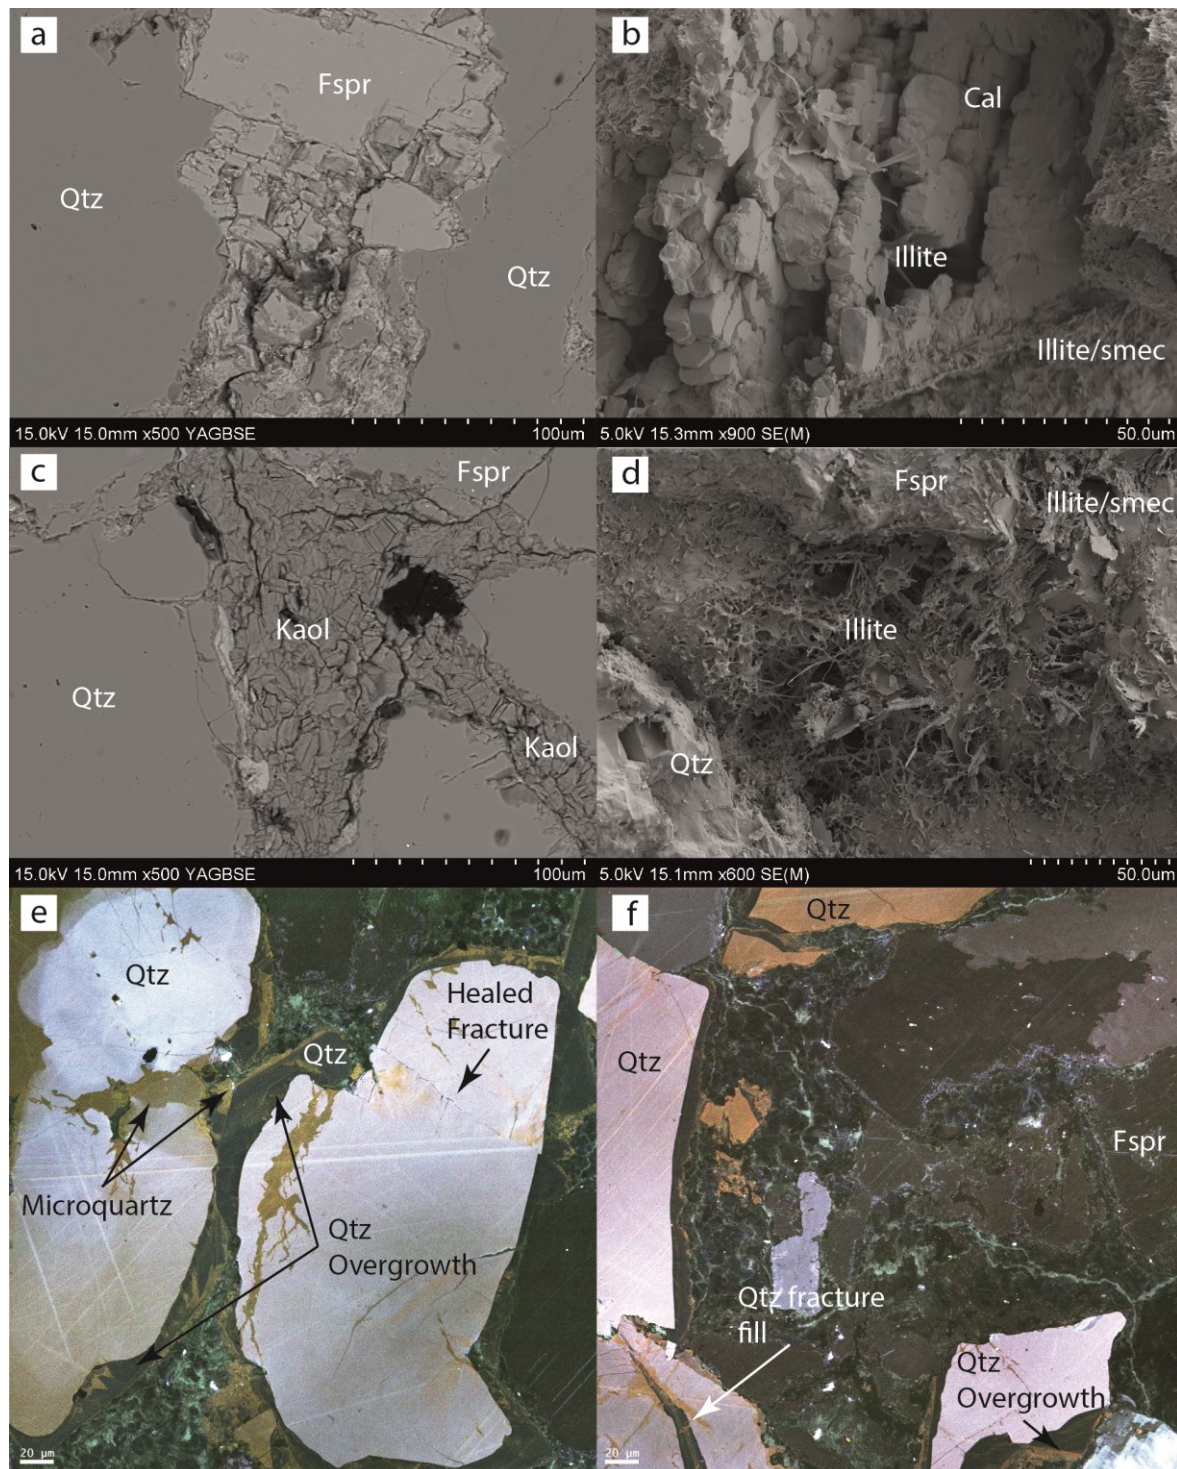 a
Fspr
Qtz
Qtz
15.0kV 15.0mm x500 YAGBSE
100um
b
Cal
Illite
Illite/smec
5.0kV 15.3mm x900 SE(M)
50.0um
c
Fspr
Kaol
Qtz
Kaol
15.0kV 15.0mm x500 YAGBSE
100um
d
Fspr
Illite/smec
Illite
Qtz
5.0kV 15.1mm x600 SE(M)
50.0um
e
Qtz
Healed
Fracture
Qtz
Microquartz
Qtz
Overgrowth
20 µm
f
Qtz
Qtz
Fspr
Qtz fracture
fill
Qtz
Overgrowth
20 µm